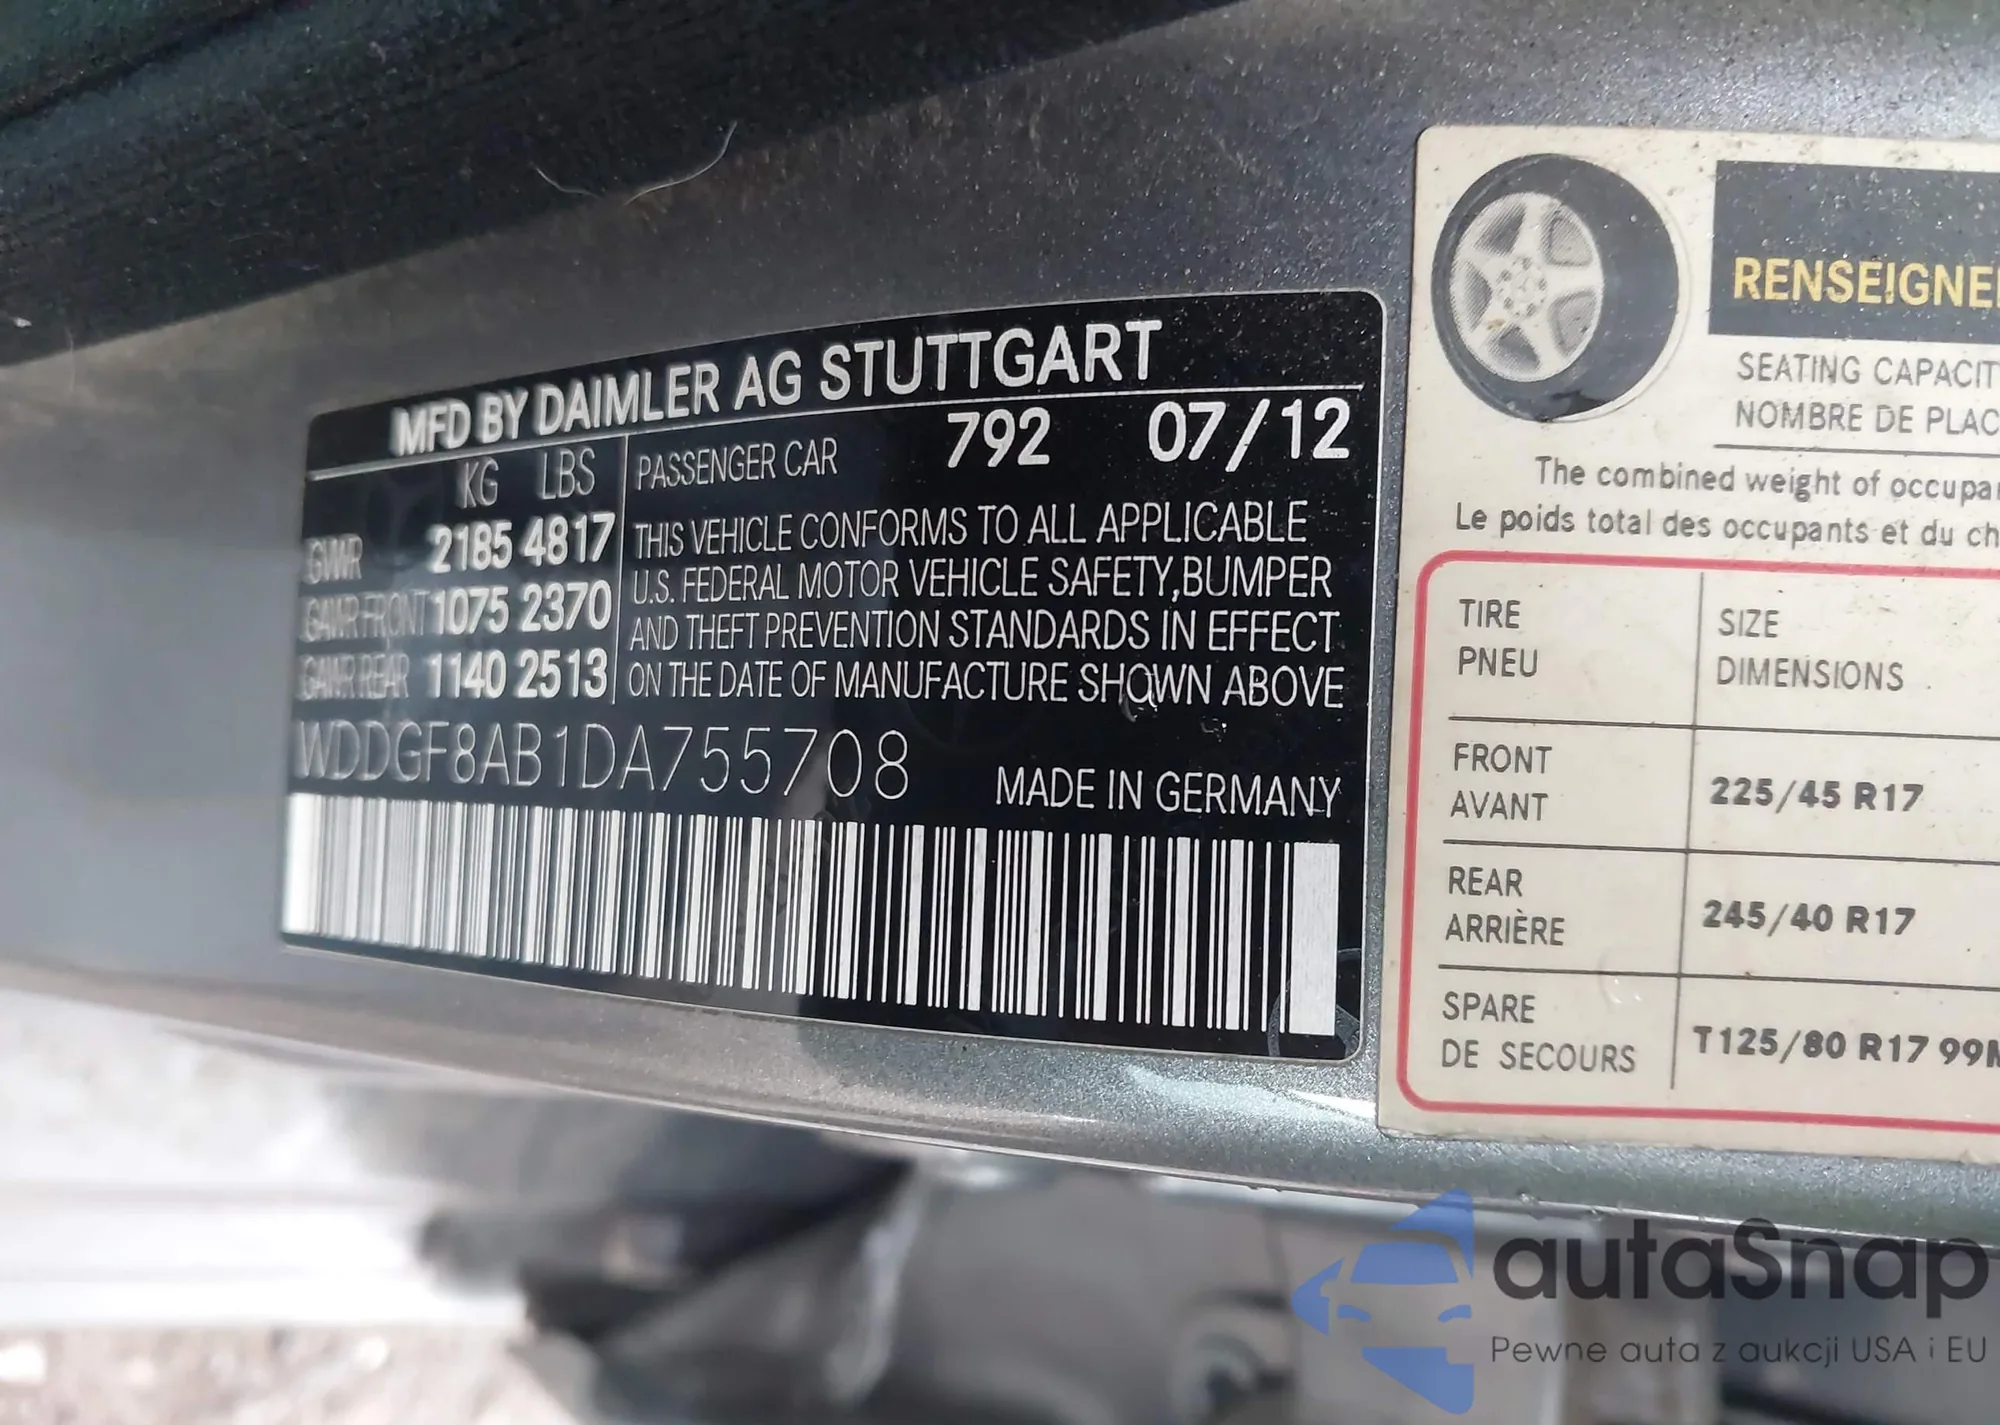 MFD BY DAIMLER AG STUTTGART
KG LBS
PASSENGER CAR 792 07/12
GVWR 2185 4817
GAWR FRONT 1075 2370
GAWR REAR 1140 2513
THIS VEHICLE CONFORMS TO ALL APPLICABLE
U.S. FEDERAL MOTOR VEHICLE SAFETY,BUMPER
AND THEFT PREVENTION STANDARDS IN EFFECT
ON THE DATE OF MANUFACTURE SHOWN ABOVE
WDDGF8AB1DA755708
MADE IN GERMANY
RENSEIGNE
SEATING CAPACIT
NOMBRE DE PLAC
The combined weight of occupa
Le poids total des occupants et du ch
TIRE
PNEU
SIZE
DIMENSIONS
FRONT
AVANT
225/45 R17
REAR
ARRIÈRE
245/40 R17
SPARE
DE SECOURS
T125/80 R17 99M
autaSnap
Pewne auta z aukcji USA i EU